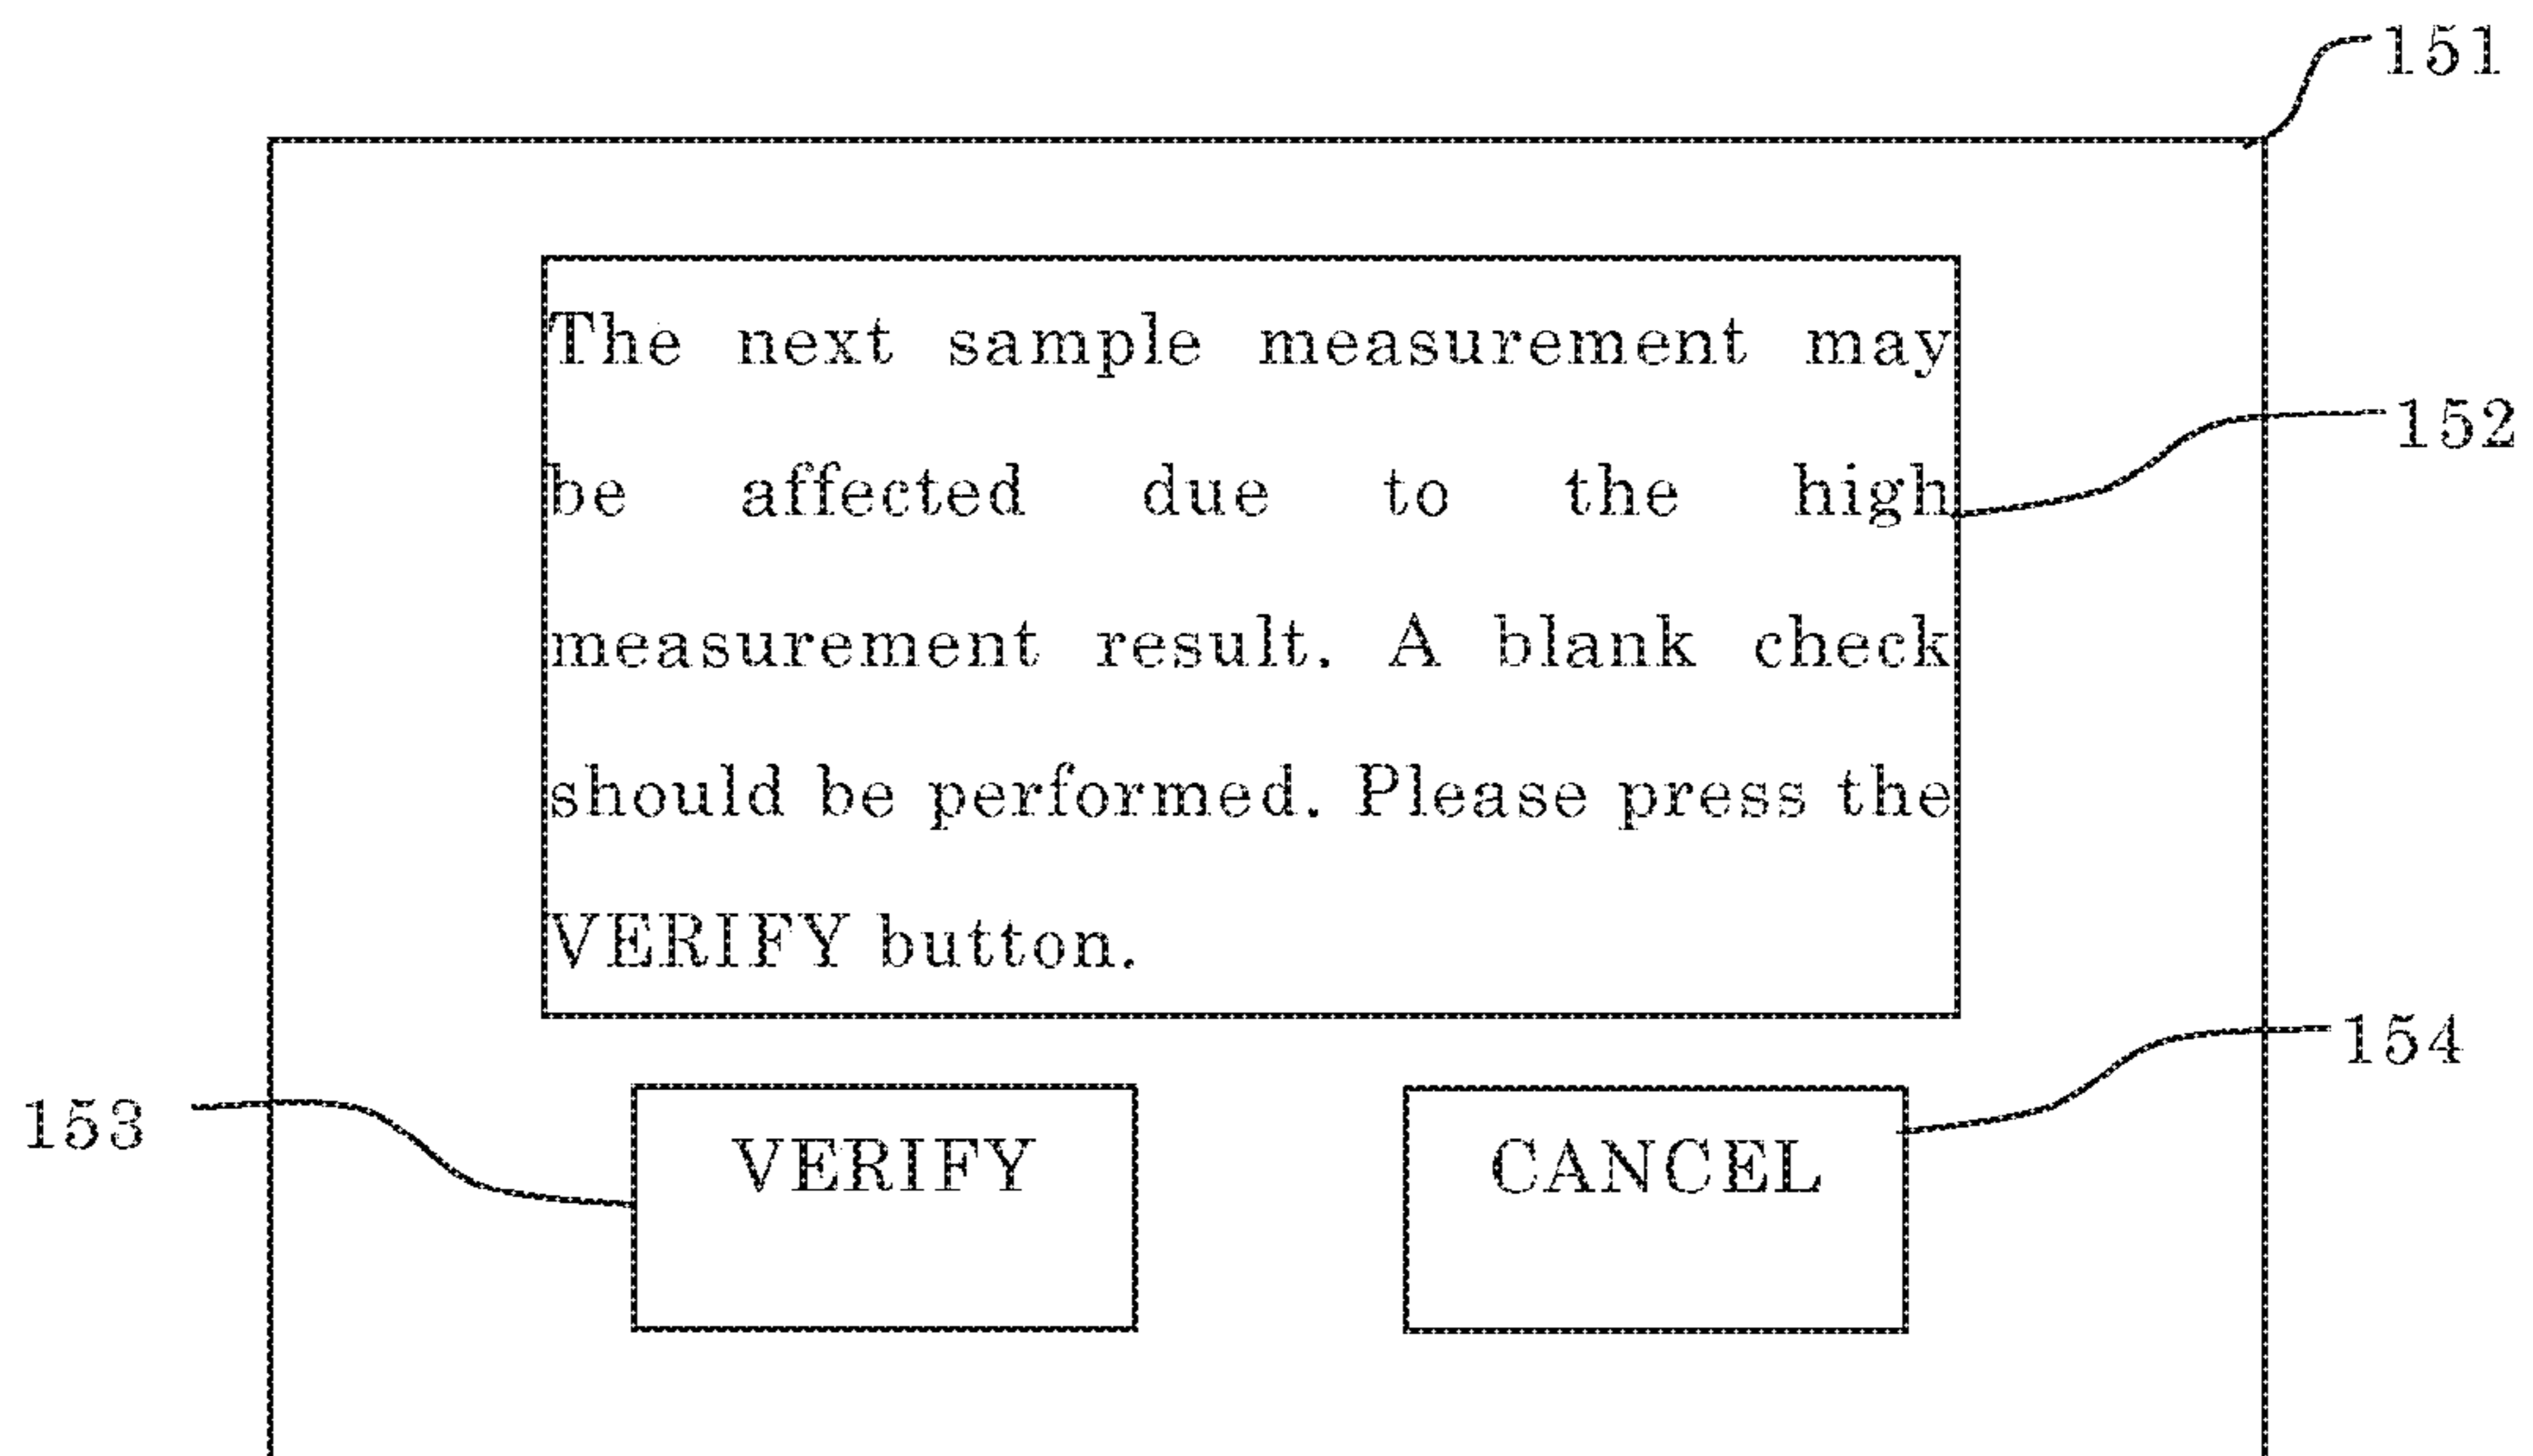 151
The next sample measurement may
be affected due to the high
152
measurement result. A blank check
should be performed. Please press the
VERIFY button.
154
153
VERIFY CANCEL